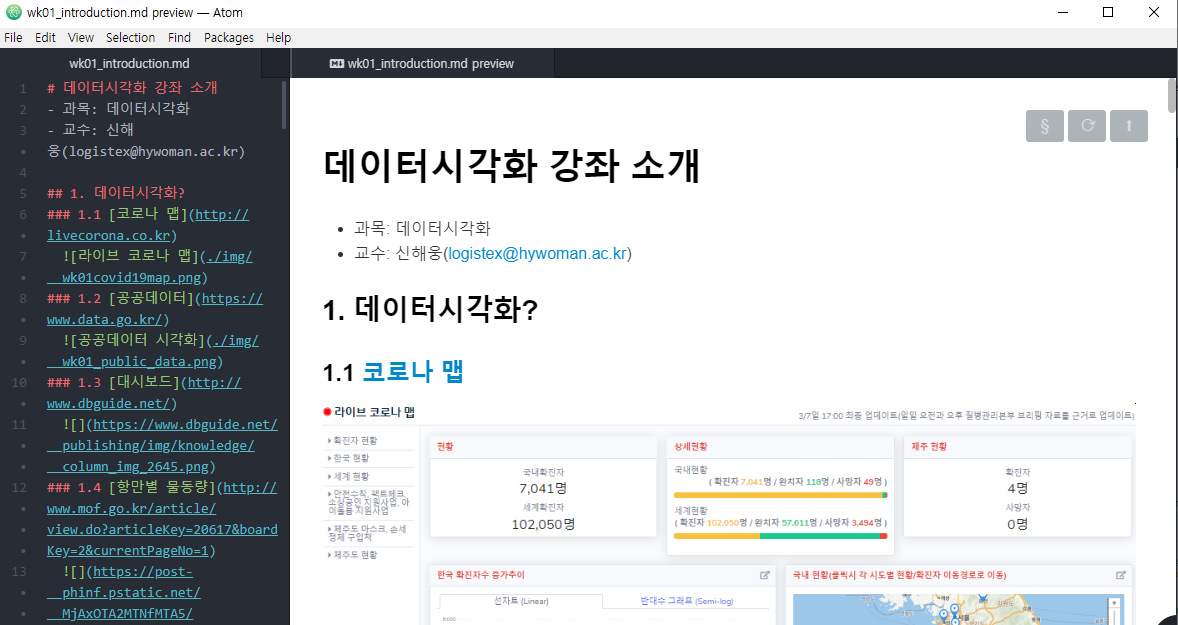 wk01_introduction.md preview — Atom
File Edit View Selection Find Packages Help
wk01_introduction.md
1 # 데이터시각화 강좌 소개
2 - 과목: 데이터시각화
3 - 교수: 신해
웅(logistex@hywoman.ac.kr)
4
5 ## 1. 데이터시각화?
6 ### 1.1 [코로나 맵](http://
livecorona.co.kr)
7 ![라이브 코로나 맵](./img/
wk01covid19map.png)
8 ### 1.2 [공공데이터](https://
www.data.go.kr/)
9 ![공공데이터 시각화](./img/
wk01_public_data.png)
10 ### 1.3 [대시보드](http://
www.dbguide.net/)
11 ![](https://www.dbguide.net/
publishing/img/knowledge/
column_img_2645.png)
12 ### 1.4 [항만별 물동량](http://
www.mof.go.kr/article/
view.do?articleKey=20617&board
Key=2&currentPageNo=1)
13 ![](https://post-
phinf.pstatic.net/
MjAxOTA2MTNfMTA5/
wk01_introduction.md preview
데이터시각화 강좌 소개
과목: 데이터시각화
교수: 신해웅(logistex@hywoman.ac.kr)
1. 데이터시각화?
1.1 코로나 맵
라이브 코로나 맵
3/7일 17:00 최종 업데이트(일일 오전과 오후 질병관리본부 브리핑 자료를 근거로 업데이트)
확진자 현황
한국 현황
세계 현황
안전수칙, 팩트체크,
소상공인 지원사업, 아
이돌봄 지원사업
제주도 마스크, 손세
정제 구입처
제주도 현황
현황
국내확진자
7,041명
세계확진자
102,050명
상세현황
국내현황
( 확진자 7,041명 / 완치자 118명 / 사망자 49명 )
세계현황
( 확진자 102,050명 / 완치자 57,611명 / 사망자 3,494명 )
제주 현황
확진자
4명
사망자
0명
한국 확진자수 증가추이
선차트 (Linear)
반대수 그래프 (Semi-log)
8,000
국내 현황(클릭시 각 시도별 현황/확진자 이동경로로 이동)
서울